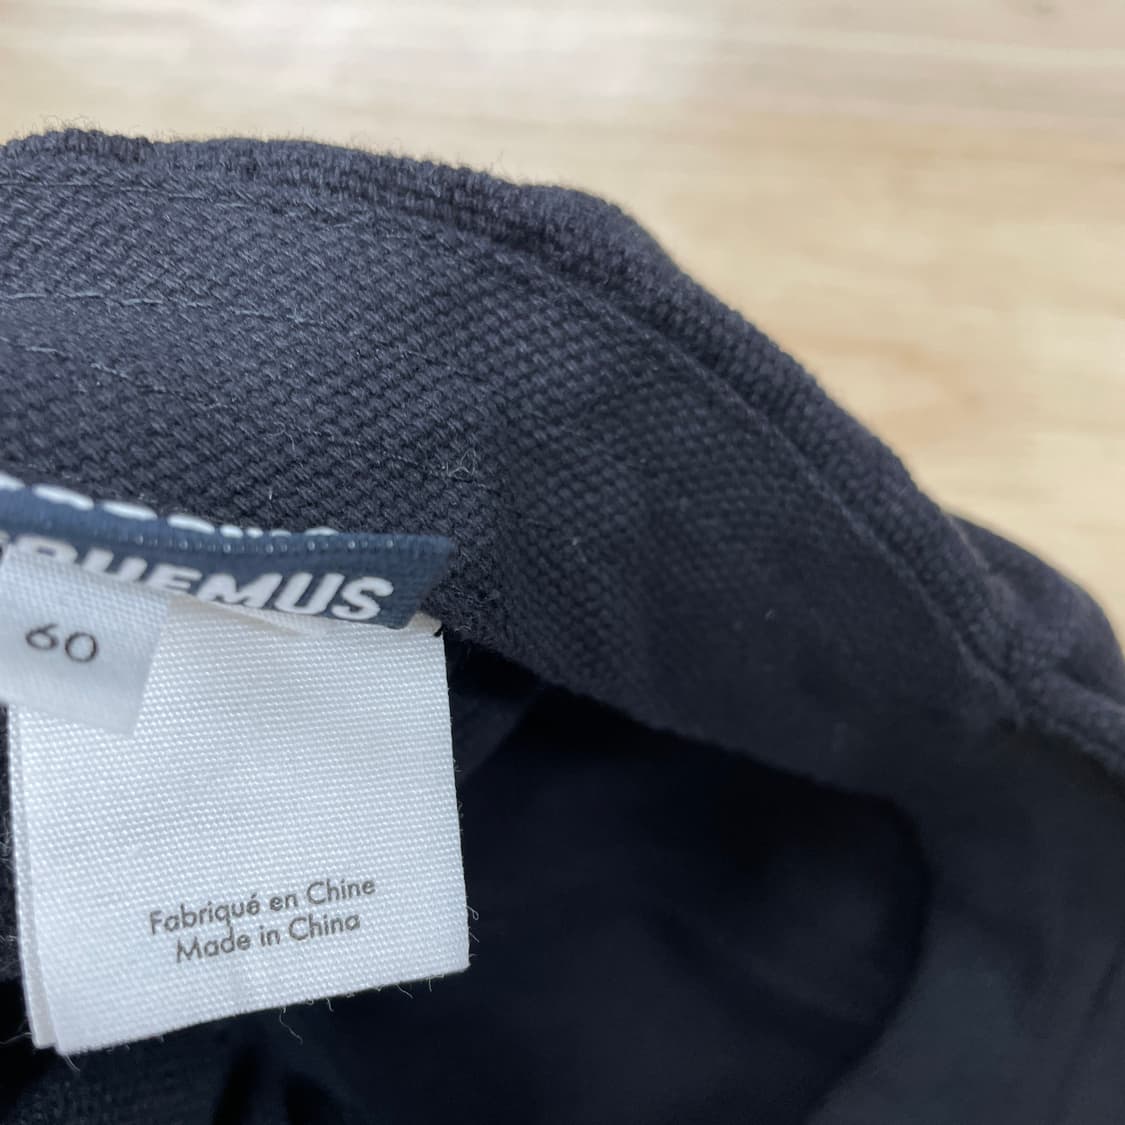 QUEMUS
60
Fabriqué en Chine
Made in China